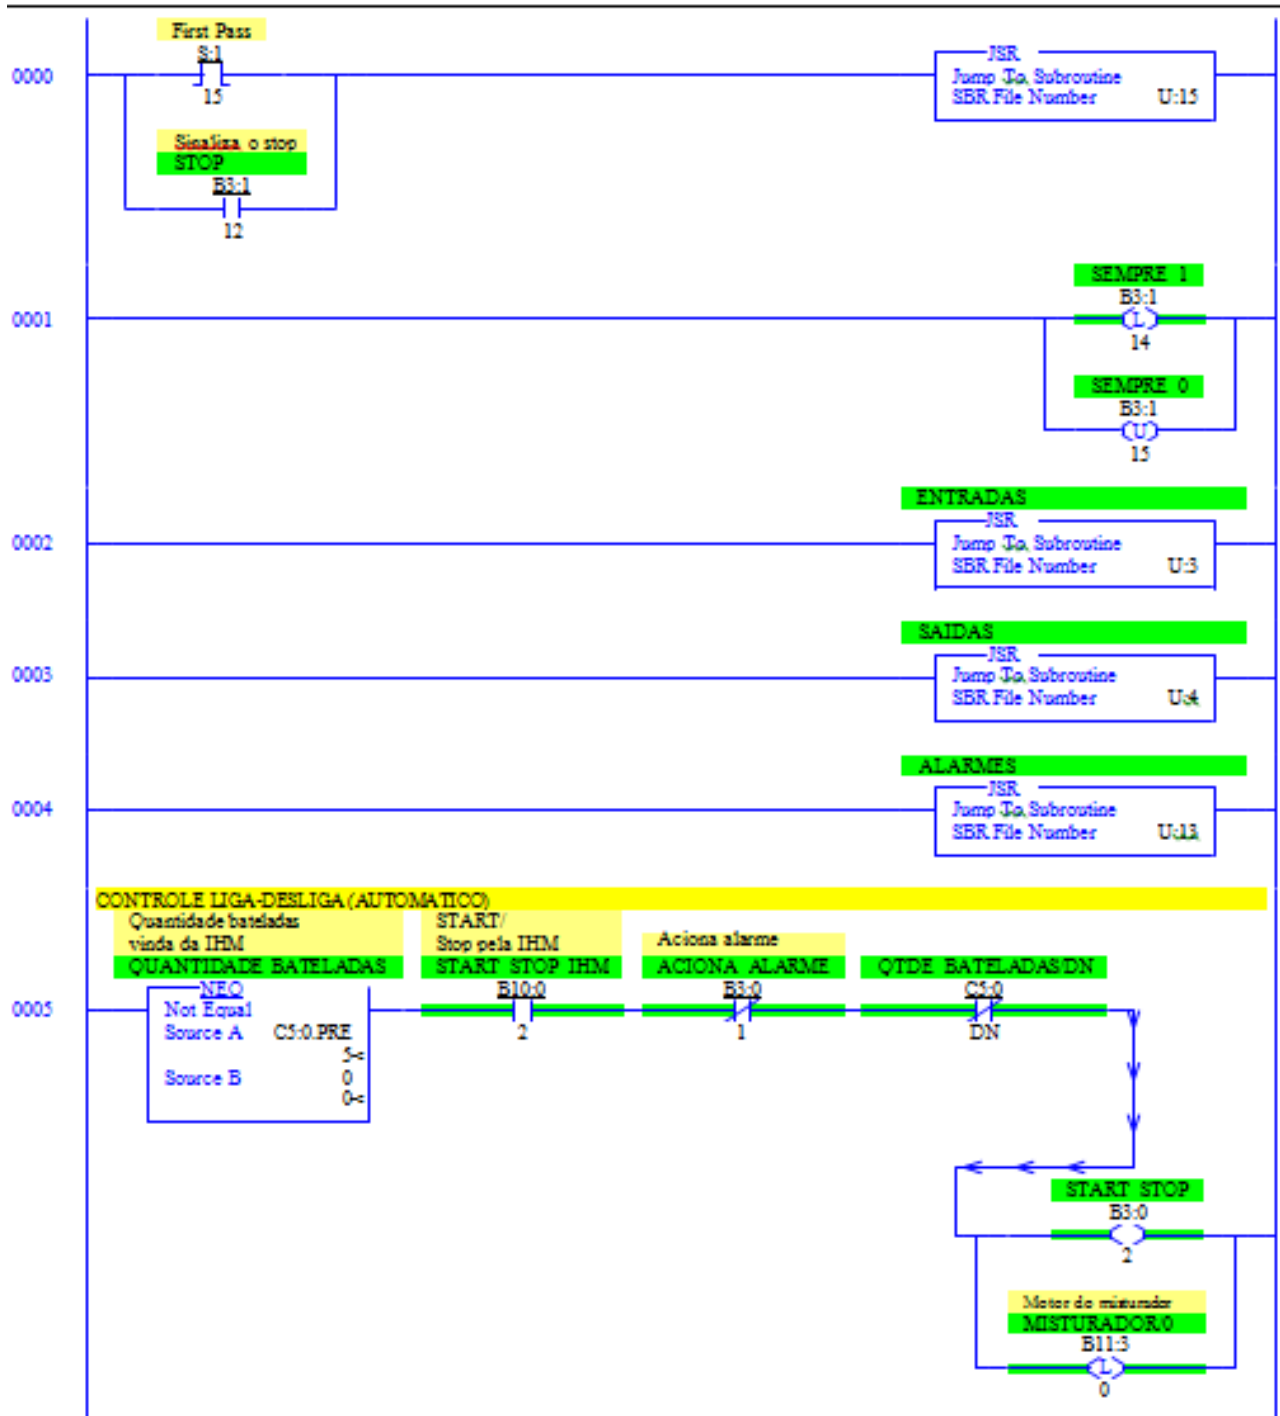 First Pass
S:1
0000
15
JSR
Jump To Subroutine
SBR File Number U:15
Sinaliza o stop
STOP
B3:1
12
SEMPRE 1
B3:1
0001
L
14
SEMPRE 0
B3:1
U
15
ENTRADAS
JSR
0002
Jump To Subroutine
SBR File Number U:3
SAIDAS
JSR
0003
Jump To Subroutine
SBR File Number U:4
ALARMES
JSR
0004
Jump To Subroutine
SBR File Number U:13
CONTROLE LIGA-DESLIGA (AUTOMATICO)
Quantidade bateladas
vinda da IHM
QUANTIDADE BATELADAS
START/
Stop pela IHM
START STOP IHM
Aciona alarme
ACIONA ALARME
QTDE BATELADAS/DN
0005
NEQ
Not Equal
Source A C5:0.PRE
5<
Source B 0
0<
B10:0
2
B3:0
1
C5:0
DN
START STOP
B3:0
2
Motor do misturador
MISTURADOR/0
B11:3
L
0